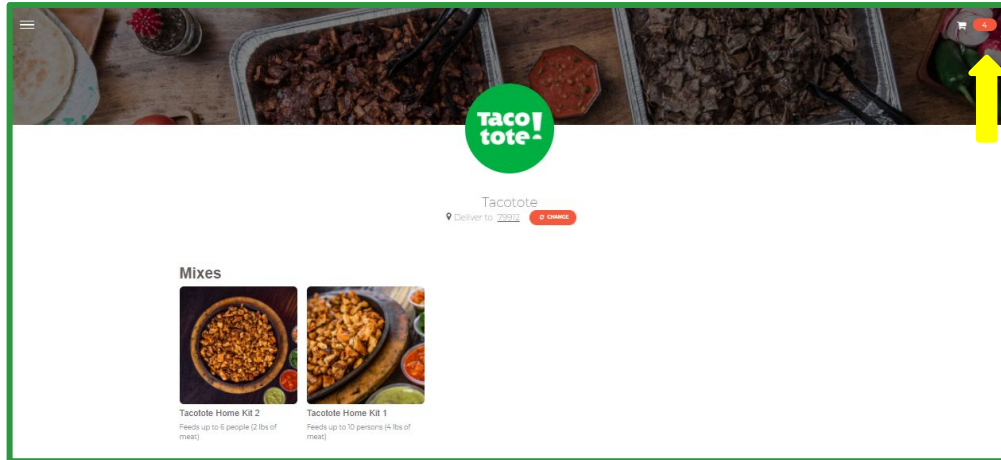 4
Taco!
tote
Tacotote
Deliver to 79912 CHANGE
Mixes
Tacotote Home Kit 2
Feeds up to 6 people (2 lbs of
meat)
Tacotote Home Kit 1
Feeds up to 10 persons (4 lbs of
meat)